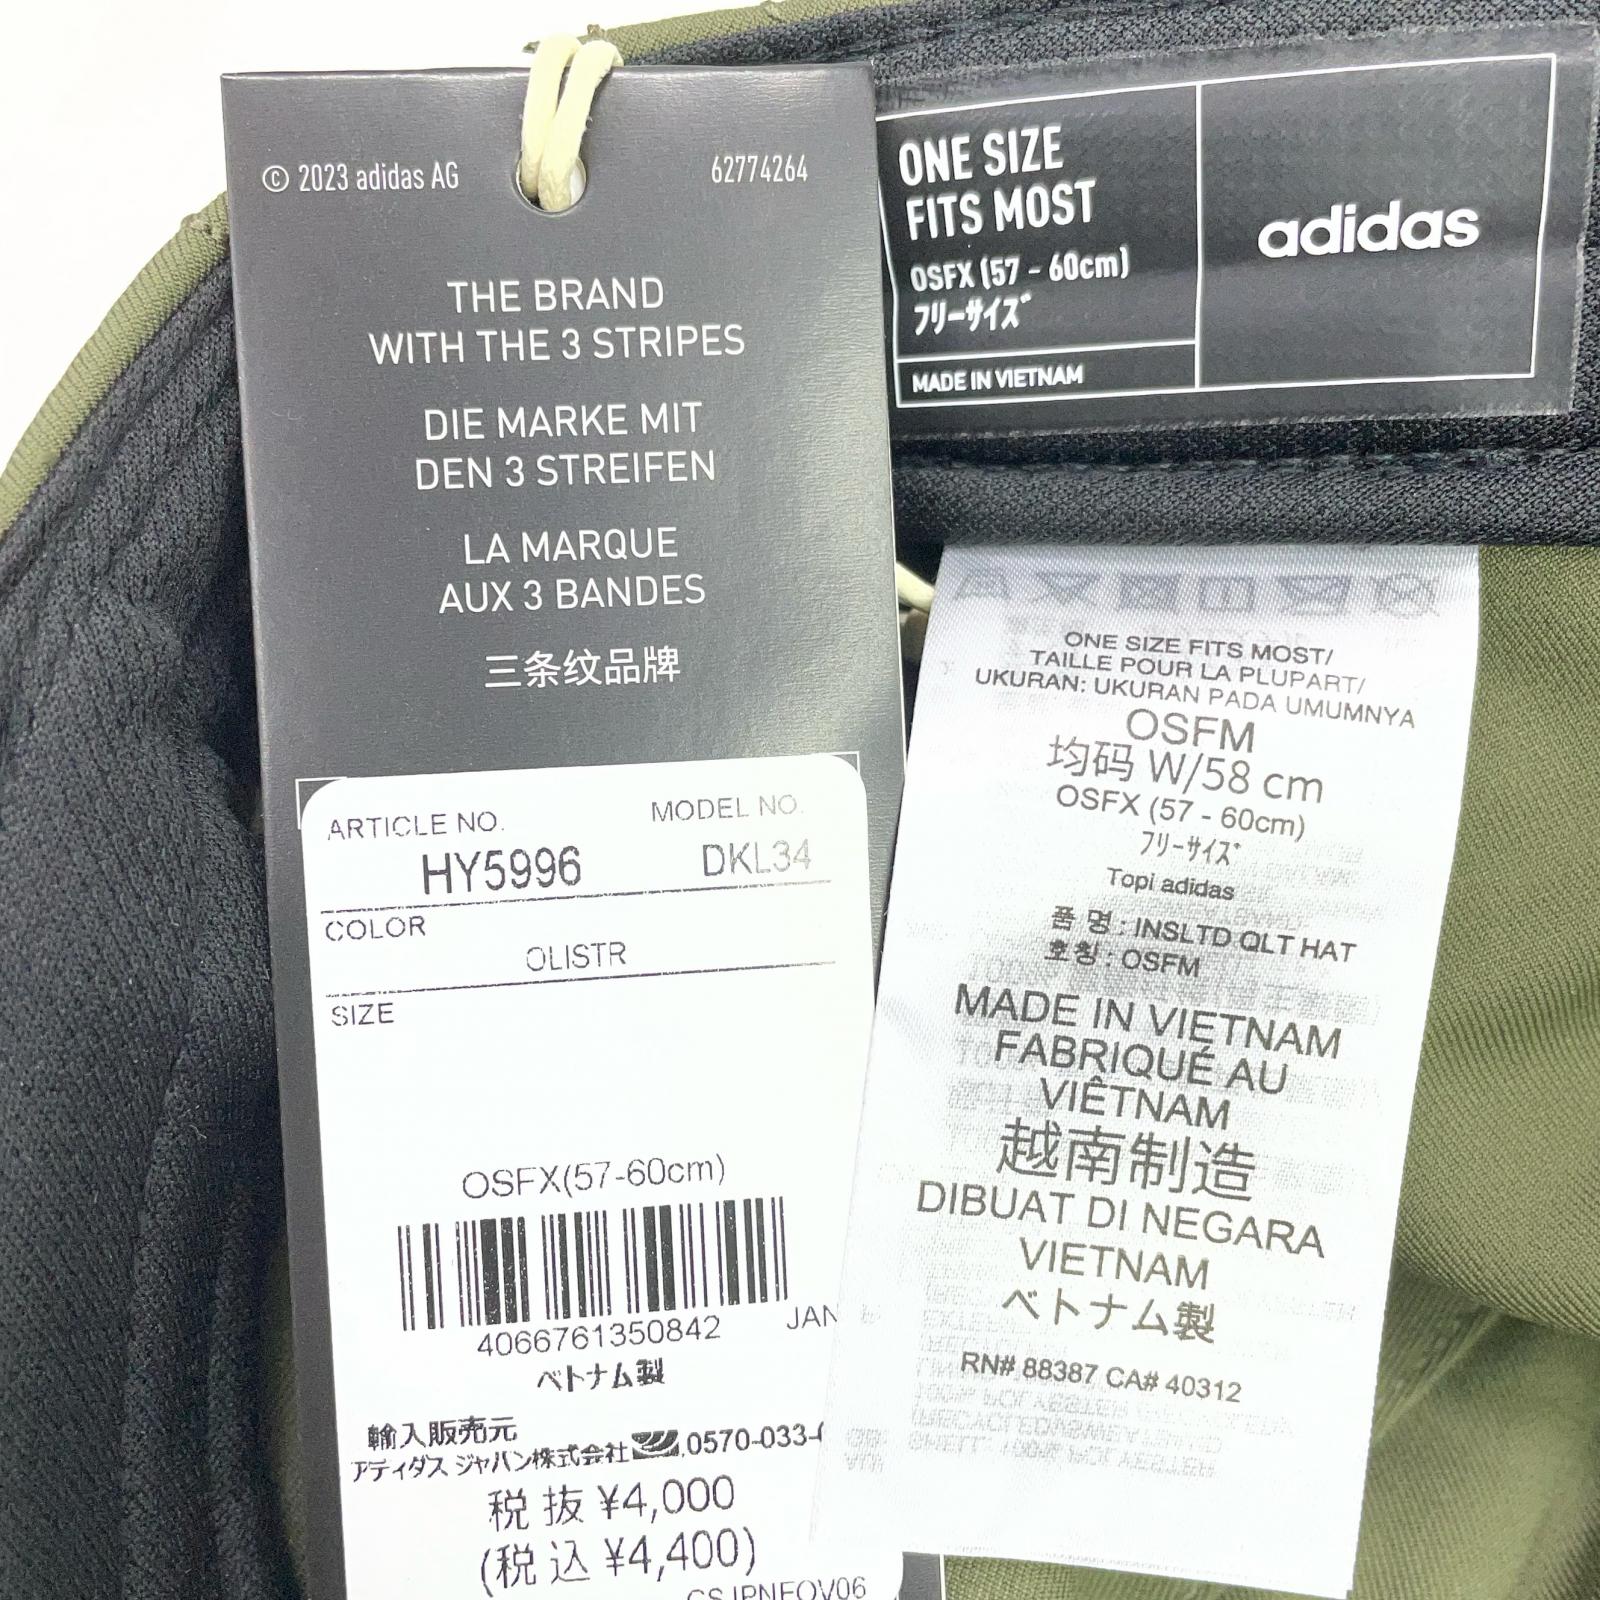 © 2023 adidas AG
62774264
THE BRAND
WITH THE 3 STRIPES
DIE MARKE MIT
DEN 3 STREIFEN
LA MARQUE
AUX 3 BANDES
三条纹品牌
ARTICLE NO.
MODEL NO.
HY5996
DKL34
COLOR
OLISTR
SIZE
OSFX(57-60cm)
4066761350842
JAN
ベトナム製
輸入販売元
アディダス ジャパン株式会社
0570-033-
税 抜 ¥4,000
(税 込 ¥4,400)
CSJPNFOV06
ONE SIZE
FITS MOST
OSFX (57 - 60cm)
フリーサイズ
MADE IN VIETNAM
adidas
ONE SIZE FITS MOST/
TAILLE POUR LA PLUPART/
UKURAN: UKURAN PADA UMUMNYA
OSFM
均码 W/58 cm
OSFX (57 - 60cm)
フリーサイズ
Topi adidas
품 명 : INSLTD QLT HAT
호칭 : OSFM
MADE IN VIETNAM
FABRIQUÉ AU
VIÊTNAM
越南制造
DIBUAT DI NEGARA
VIETNAM
ベトナム製
RN# 88387 CA# 40312